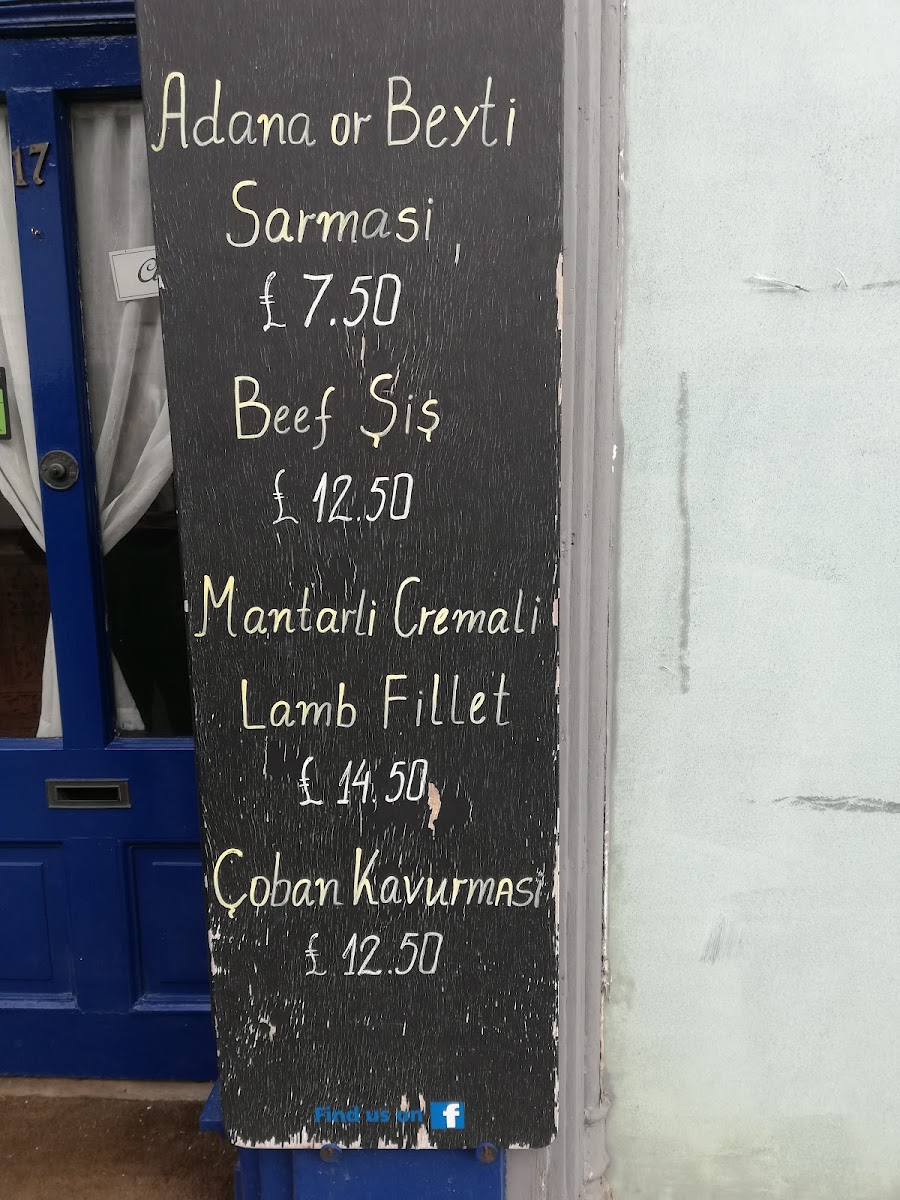 17
Adana or Beyti
Sarmasi
£ 7.50
Beef Şiş
£ 12.50
Mantarli Cremali
Lamb Fillet
£ 14.50
Çoban Kavurmasi
£ 12.50
Find us on f